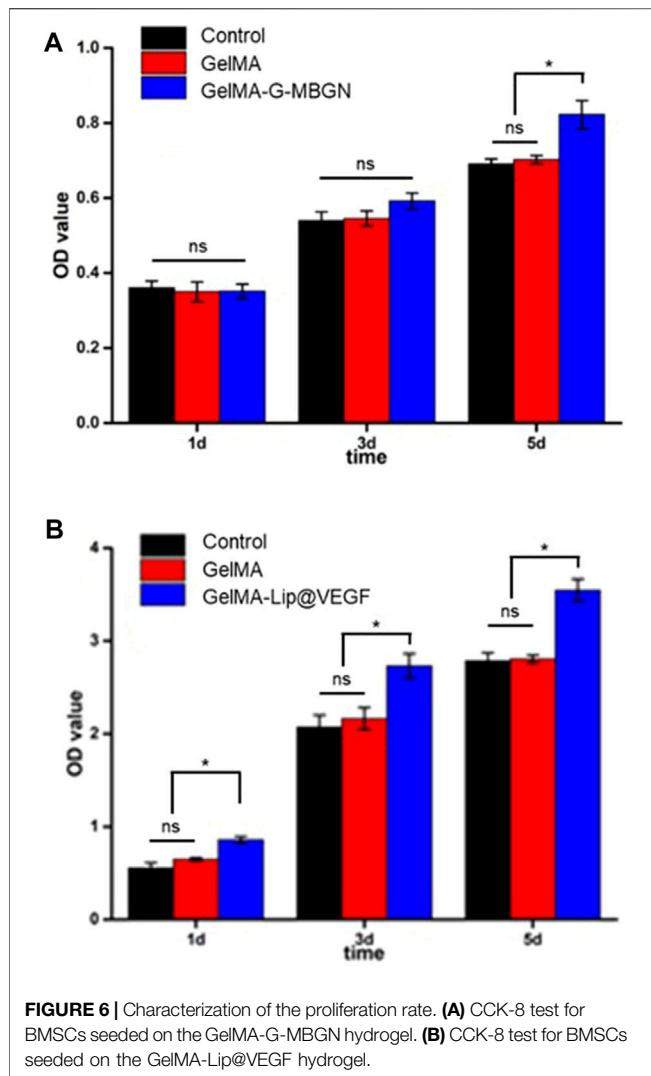 A
Control
GelMA
GelMA-G-MBGN
1.0
0.8
0.6
0.4
0.2
0.0
OD value
ns
ns
ns
*
1d
3d
5d
time
B
Control
GelMA
GelMA-Lip@VEGF
4
3
2
1
0
OD value
ns
*
ns
*
ns
*
1d
3d
5d
time
FIGURE 6 | Characterization of the proliferation rate. (A) CCK-8 test for
BMSCs seeded on the GelMA-G-MBGN hydrogel. (B) CCK-8 test for BMSCs
seeded on the GelMA-Lip@VEGF hydrogel.